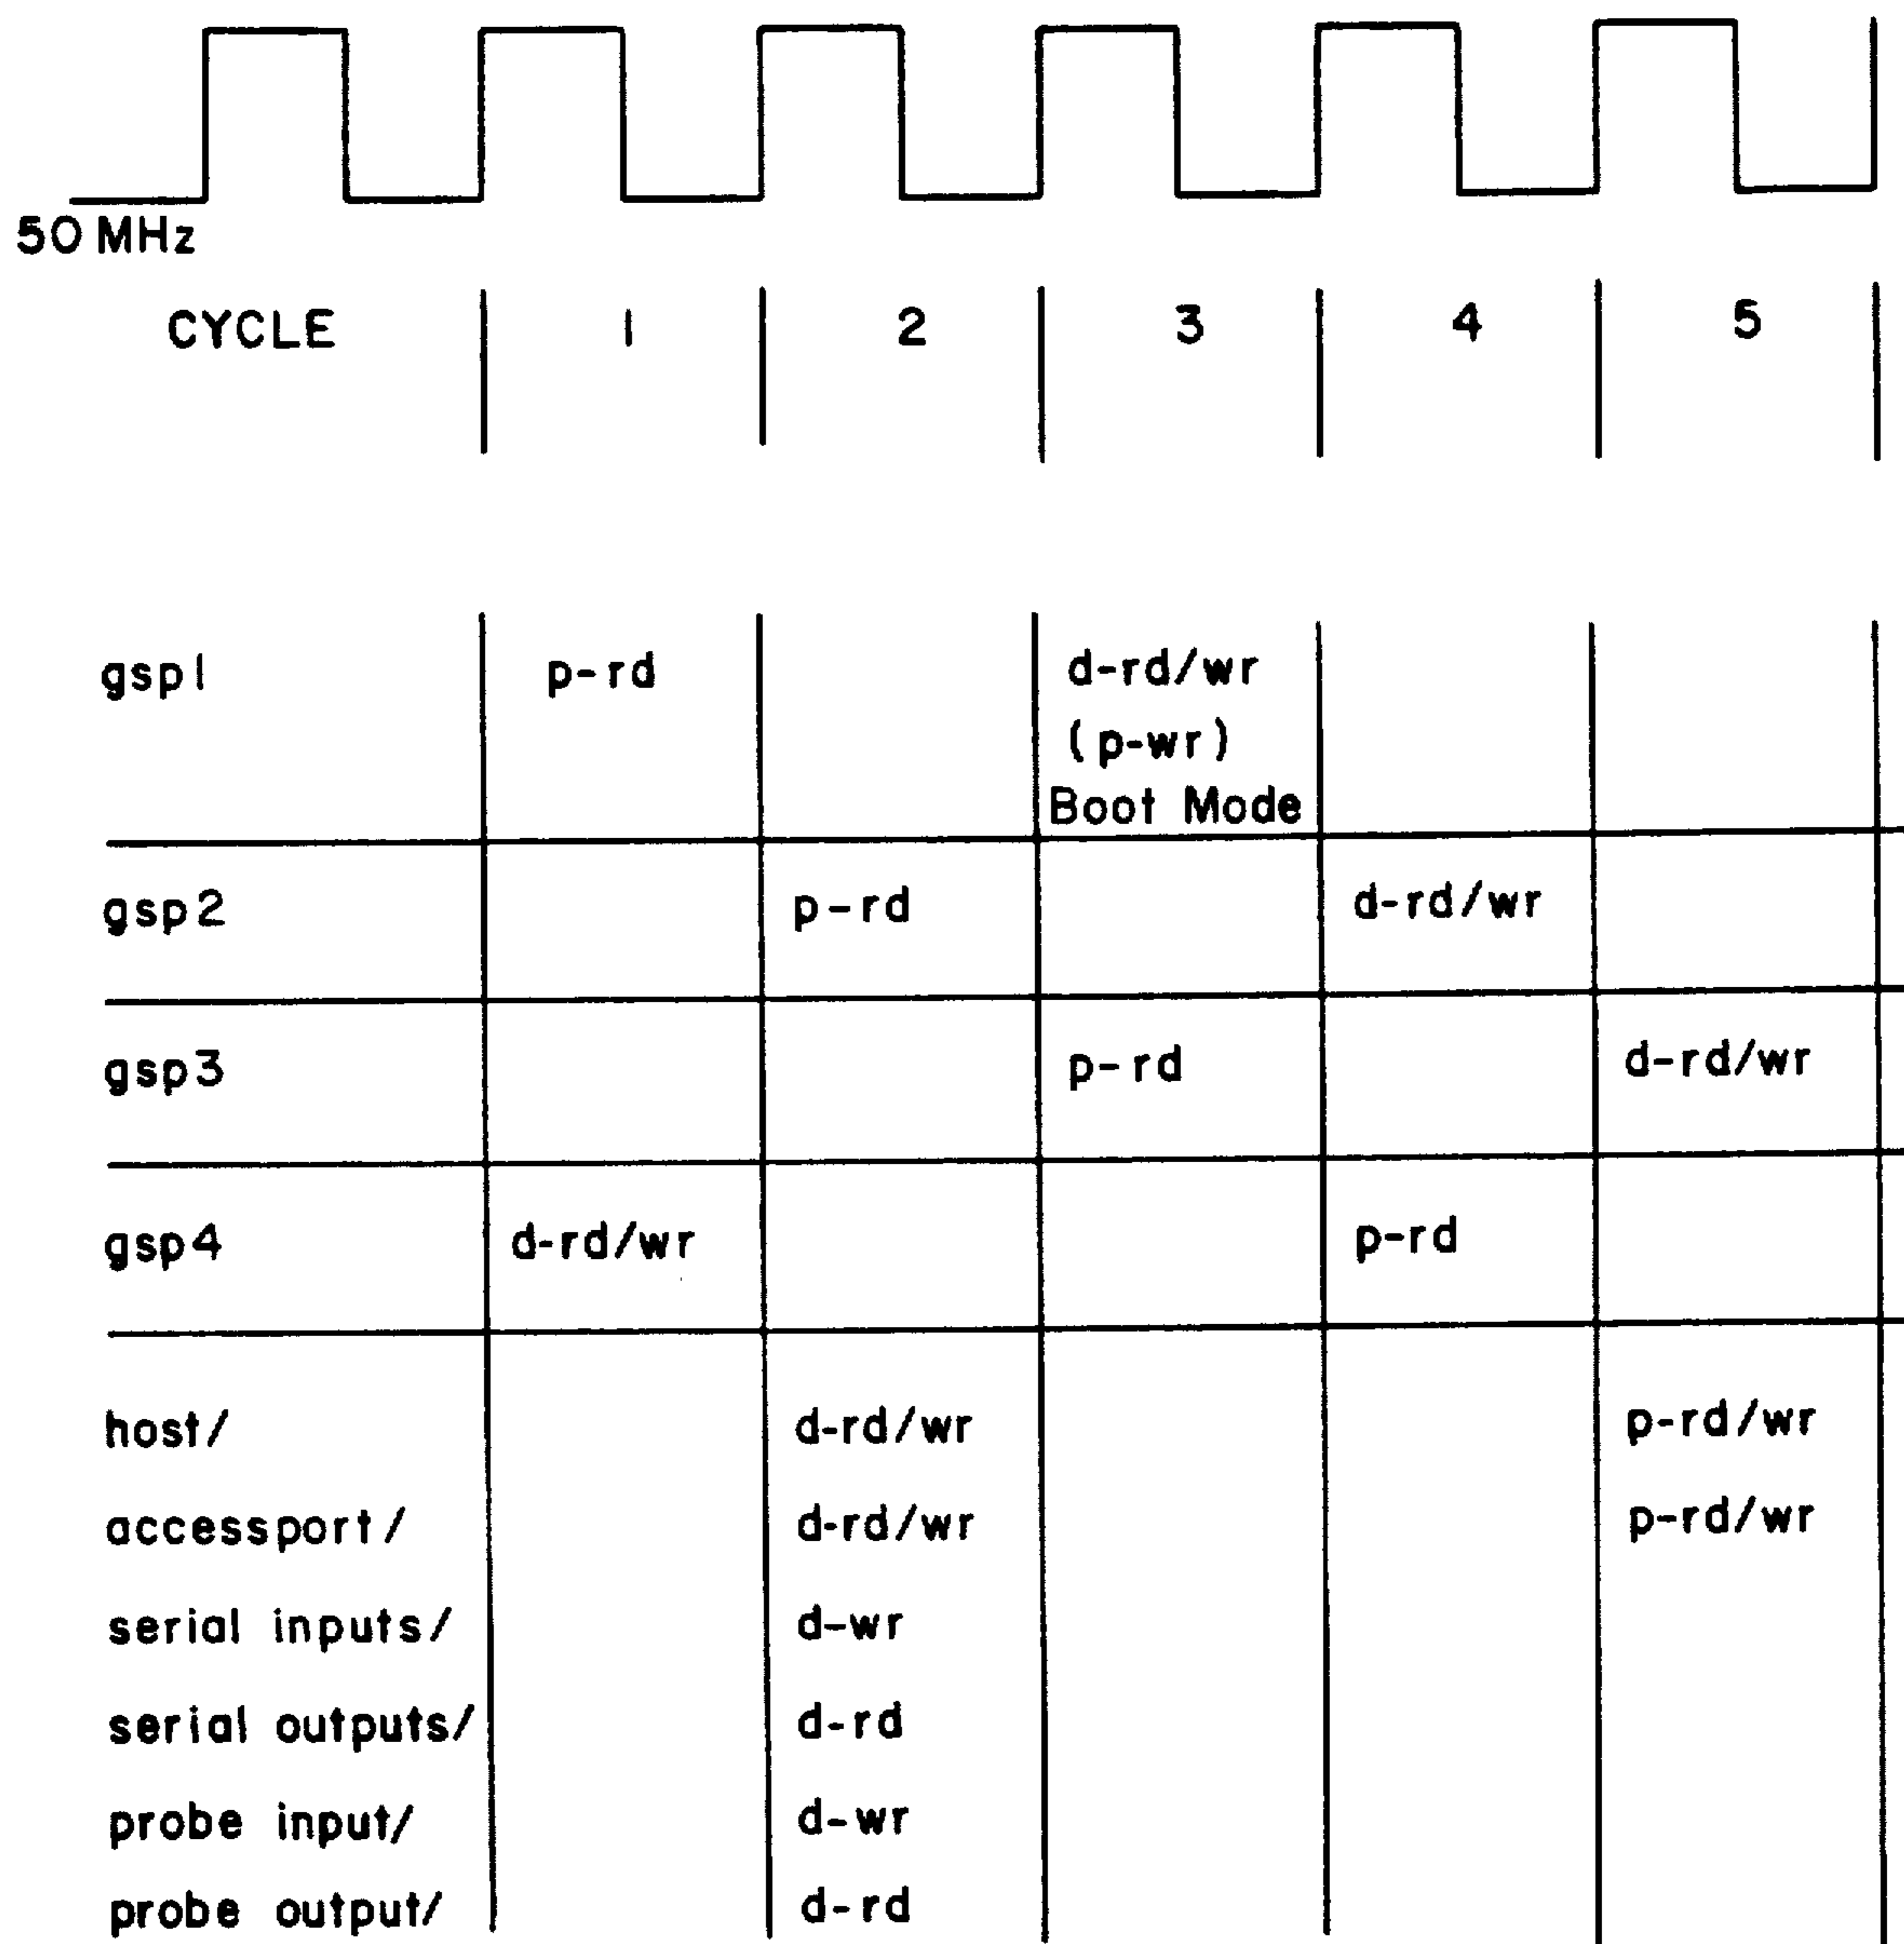 50 MHz
CYCLE 1 2 3 4 5
gsp1 p-rd d-rd/wr
(p-wr)
Boot Mode
gsp2 p-rd d-rd/wr
gsp3 p-rd d-rd/wr
gsp4 d-rd/wr p-rd
host/ d-rd/wr p-rd/wr
accessport/ d-rd/wr p-rd/wr
serial inputs/ d-wr
serial outputs/ d-rd
probe input/ d-wr
probe output/ d-rd